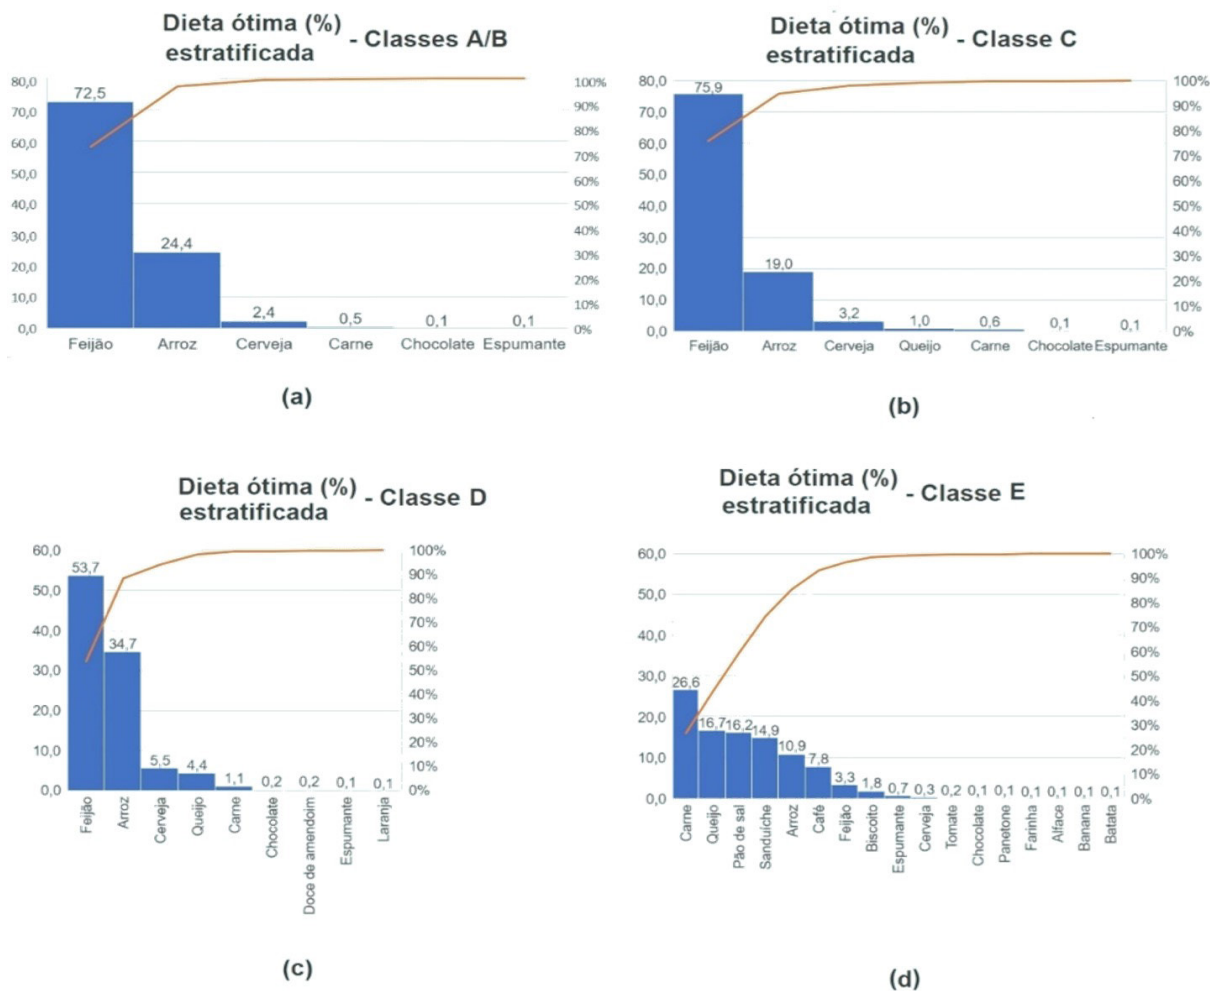 Dieta ótima (%)
estratificada - Classes A/B
80,0
70,0
60,0
50,0
40,0
30,0
20,0
10,0
0,0
72,5
24,4
2,4
0,5
0,1
0,1
100%
90%
80%
70%
60%
50%
40%
30%
20%
10%
0%
Feijão Arroz Cerveja Carne Chocolate Espumante
(a)
Dieta ótima (%)
estratificada - Classe C
80,0
70,0
60,0
50,0
40,0
30,0
20,0
10,0
0,0
75,9
19,0
3,2
1,0
0,6
0,1
0,1
100%
90%
80%
70%
60%
50%
40%
30%
20%
10%
0%
Feijão Arroz Cerveja Queijo Carne Chocolate Espumante
(b)
Dieta ótima (%)
estratificada - Classe D
60,0
50,0
40,0
30,0
20,0
10,0
0,0
53,7
34,7
5,5
4,4
1,1
0,2
0,2
0,1
0,1
100%
90%
80%
70%
60%
50%
40%
30%
20%
10%
0%
Feijão
Arroz
Cerveja
Queijo
Carne
Chocolate
Doce de amendoim
Espumante
Laranja
(c)
Dieta ótima (%)
estratificada - Classe E
60,0
50,0
40,0
30,0
20,0
10,0
0,0
26,6
16,7
16,2
14,9
10,9
7,8
3,3
1,8
0,7
0,3
0,2
0,1
0,1
0,1
0,1
0,1
0,1
100%
90%
80%
70%
60%
50%
40%
30%
20%
10%
0%
Carne
Queijo
Pão de sal
Sanduíche
Arroz
Café
Feijão
Biscoito
Espumante
Cerveja
Tomate
Chocolate
Panetone
Farinha
Alface
Banana
Batata
(d)